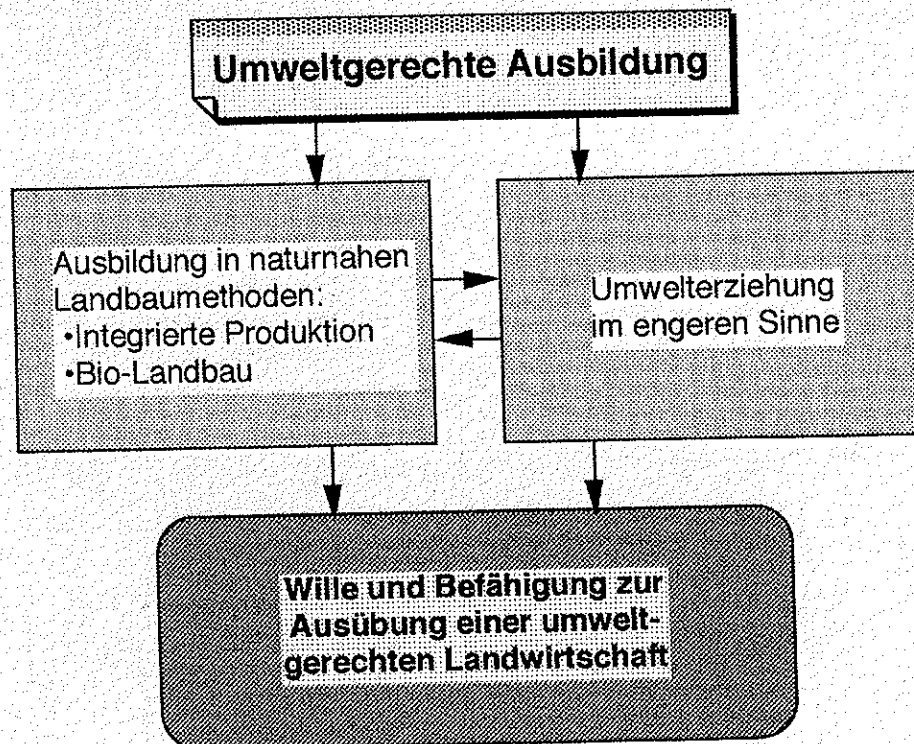 Umweltgerechte Ausbildung
Ausbildung in naturnahen
Landbaumethoden:
•Integrierte Produktion
•Bio-Landbau
Umwelterziehung
im engeren Sinne
Wille und Befähigung zur
Ausübung einer umwelt-
gerechten Landwirtschaft